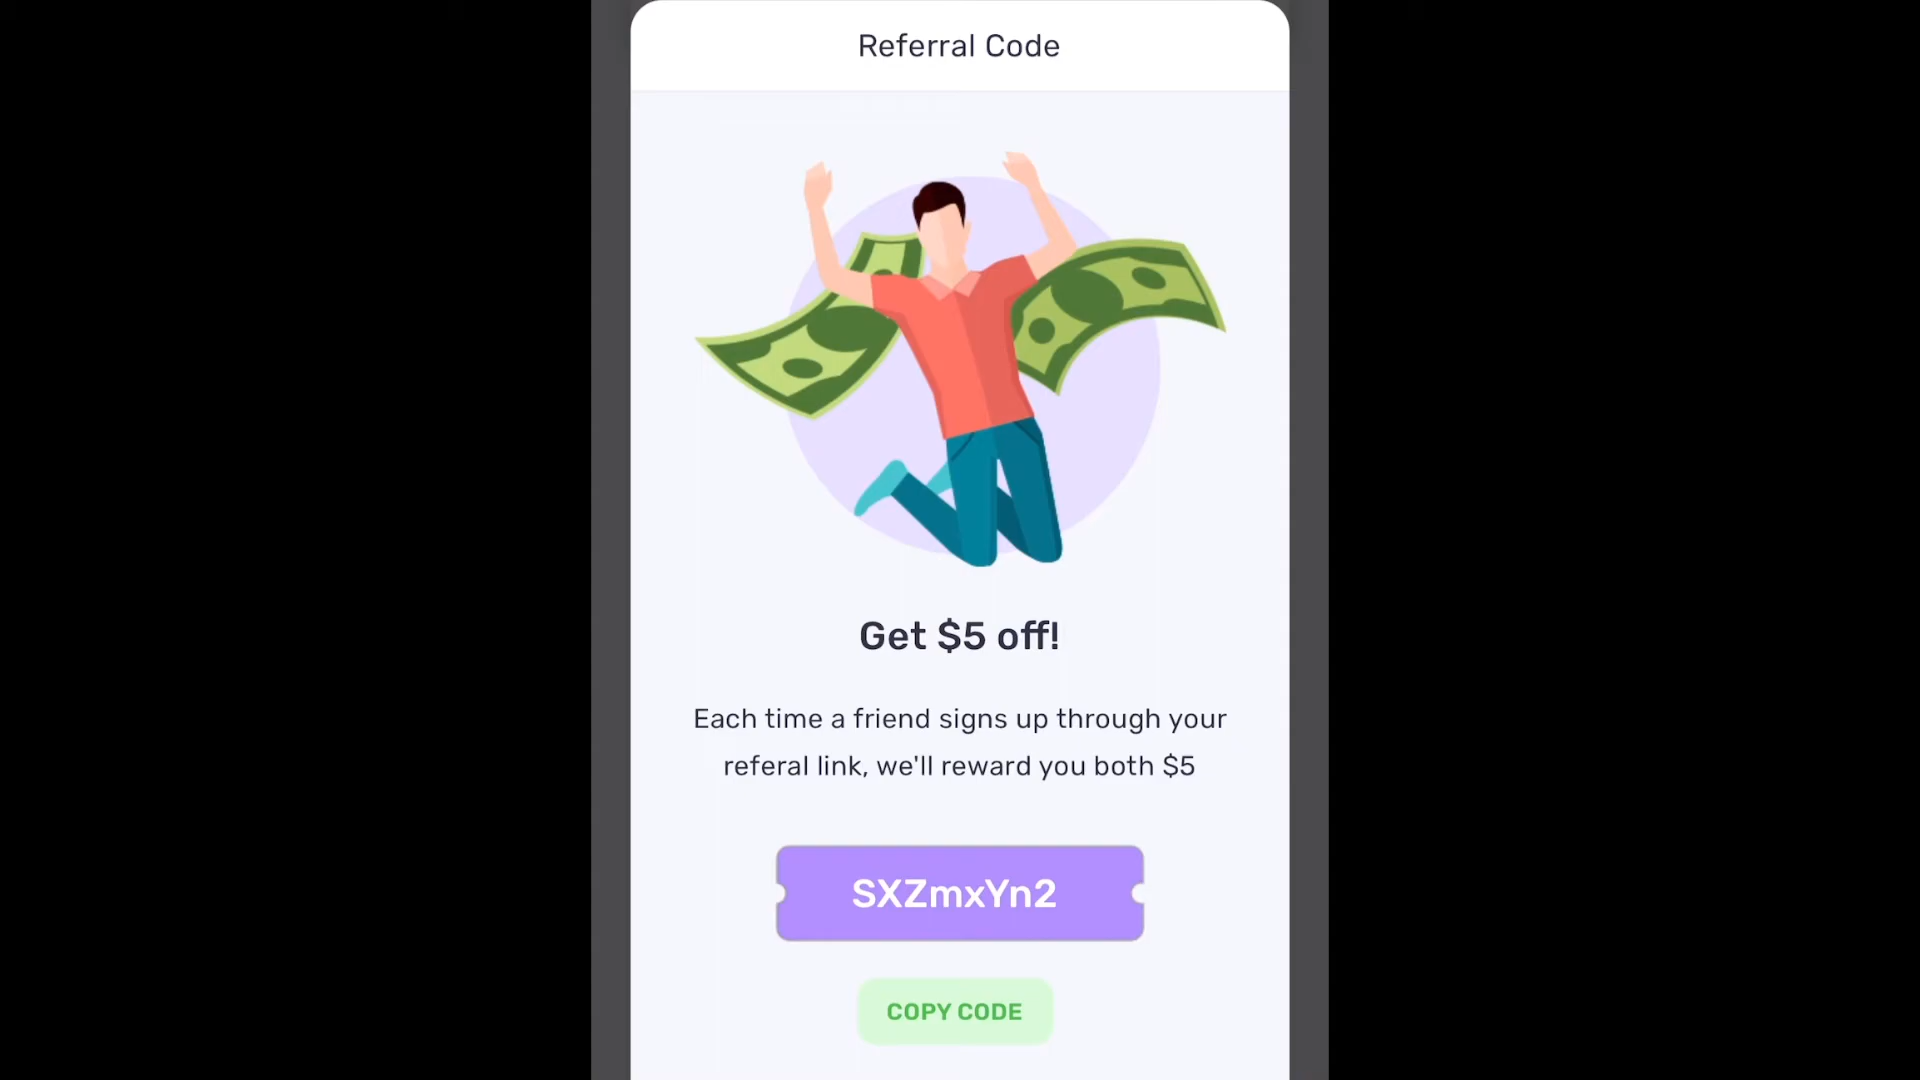 Referral Code
Get $5 off!
Each time a friend signs up through your
referal link, we'll reward you both $5
SXZmxYn2
COPY CODE